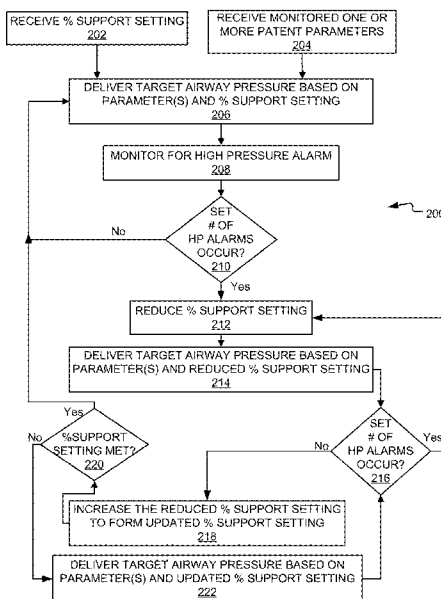 RECEIVE % SUPPORT SETTING
202
RECEIVE MONITORED ONE OR
MORE PATENT PARAMETERS
204
DELIVER TARGET AIRWAY PRESSURE BASED ON
PARAMETER(S) AND % SUPPORT SETTING
206
MONITOR FOR HIGH PRESSURE ALARM
208
200
No
SET
# OF
HP ALARMS
OCCUR?
210
Yes
REDUCE % SUPPORT SETTING
212
DELIVER TARGET AIRWAY PRESSURE BASED ON
PARAMETER(S) AND REDUCED % SUPPORT SETTING
214
Yes
No
%SUPPORT
SETTING MET?
220
No
SET
# OF
HP ALARMS
OCCUR?
216
Yes
INCREASE THE REDUCED % SUPPORT SETTING
TO FORM UPDATED % SUPPORT SETTING
218
DELIVER TARGET AIRWAY PRESSURE BASED ON
PARAMETER(S) AND UPDATED % SUPPORT SETTING
222